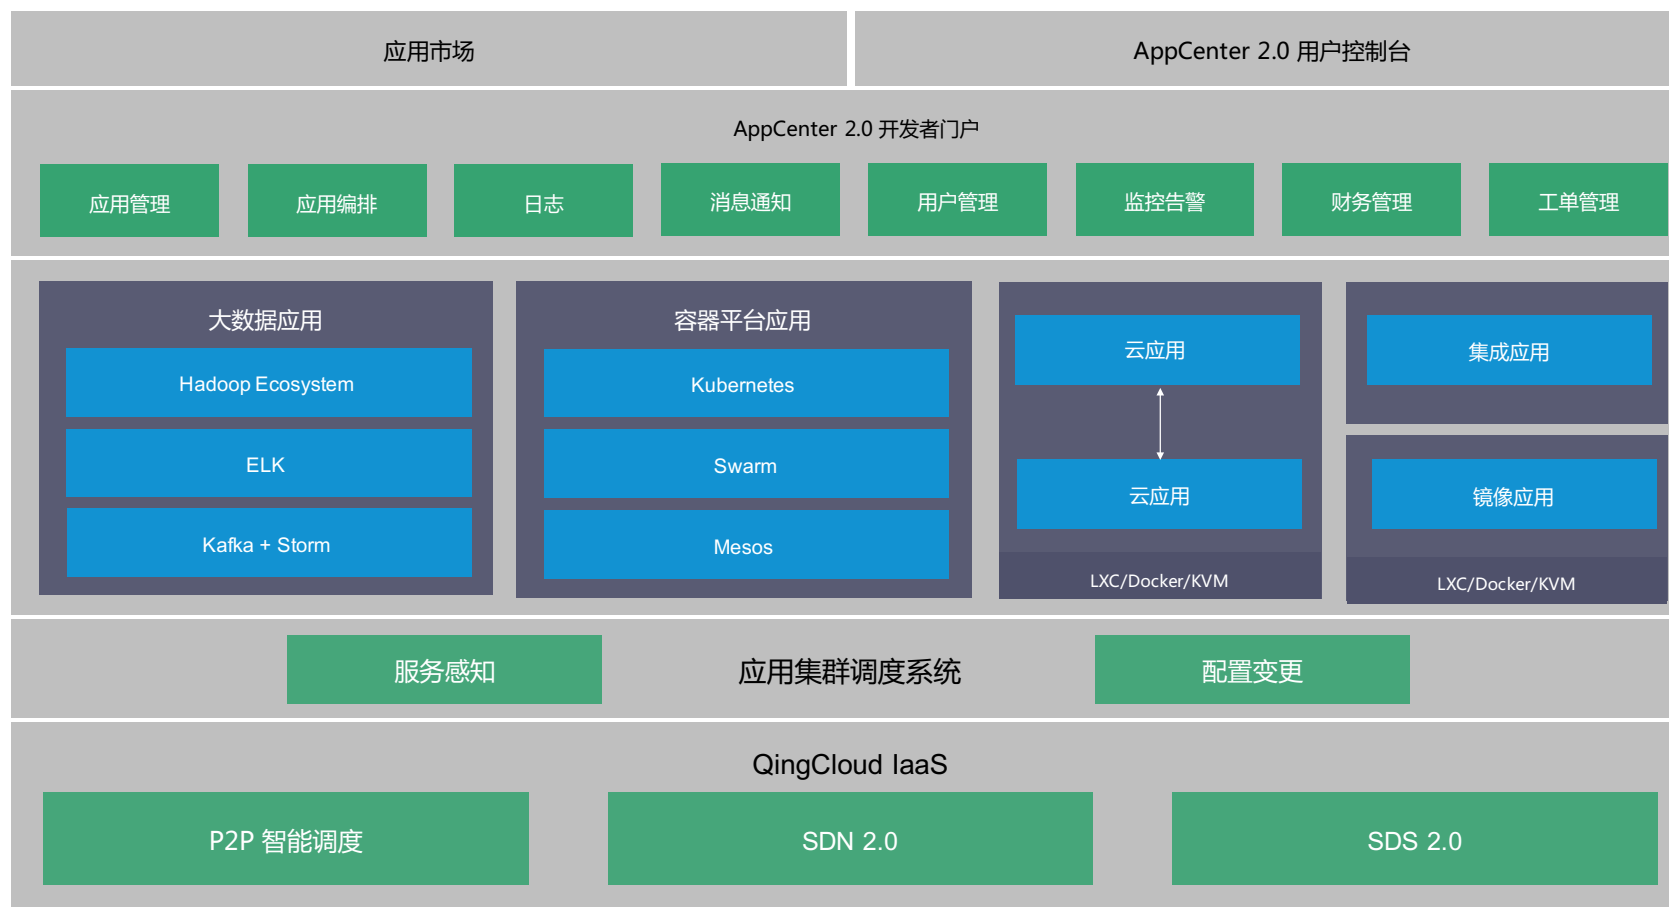 应用市场
AppCenter 2.0 用户控制台
AppCenter 2.0 开发者门户
应用管理
应用编排
日志
消息通知
用户管理
监控告警
财务管理
工单管理
大数据应用
Hadoop Ecosystem
ELK
Kafka + Storm
容器平台应用
Kubernetes
Swarm
Mesos
云应用
云应用
LXC/Docker/KVM
集成应用
镜像应用
LXC/Docker/KVM
服务感知
应用集群调度系统
配置变更
QingCloud IaaS
P2P 智能调度
SDN 2.0
SDS 2.0